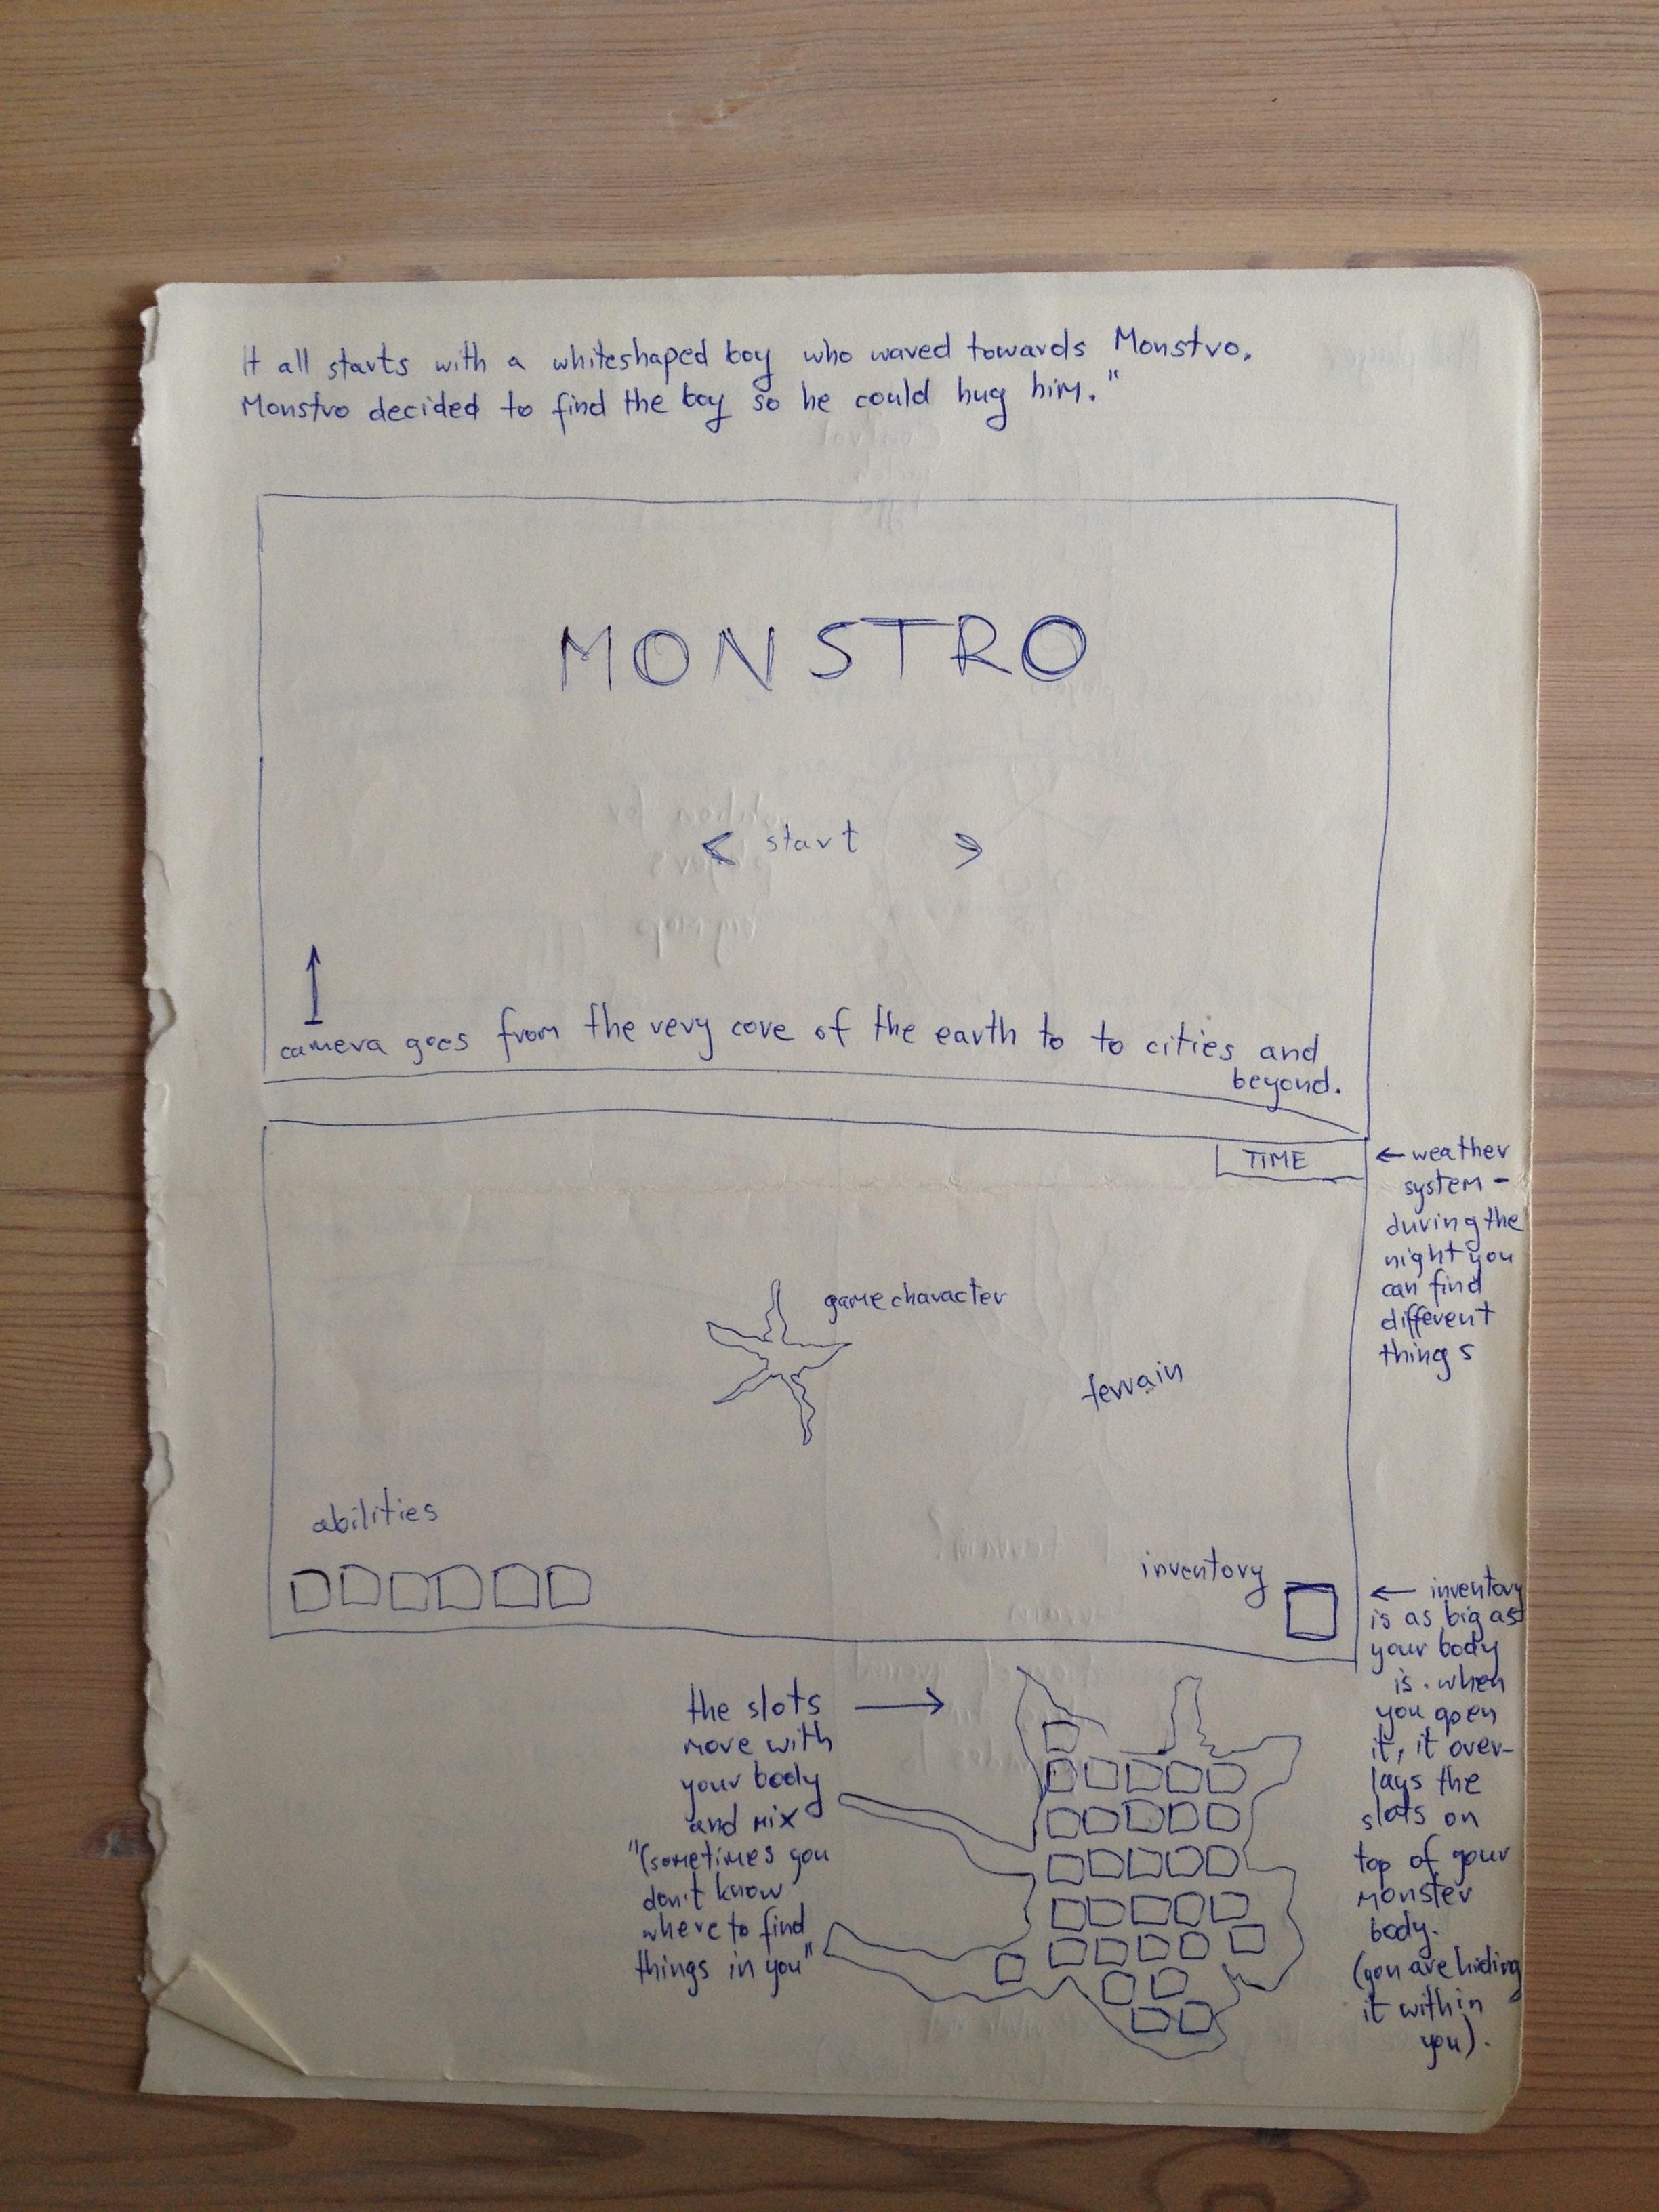 It all starts with a whiteshaped boy who waved towards Monstro.
Monstro decided to find the boy so he could hug him."
MONSTRO
< start >
camera goes from the very core of the earth to to cities and
beyond.
TIME
← weather
system -
during the
night you
can find
different
things
gamecharacter
terrain
abilities
inventory
← inventory
is as big as
your body
is. when
you open
it, it over-
lays the
slots on
top of your
monster
body.
(you are hiding
it within
you).
the slots →
move with
your body
and mix
"(sometimes you
don't know
where to find
things in you"